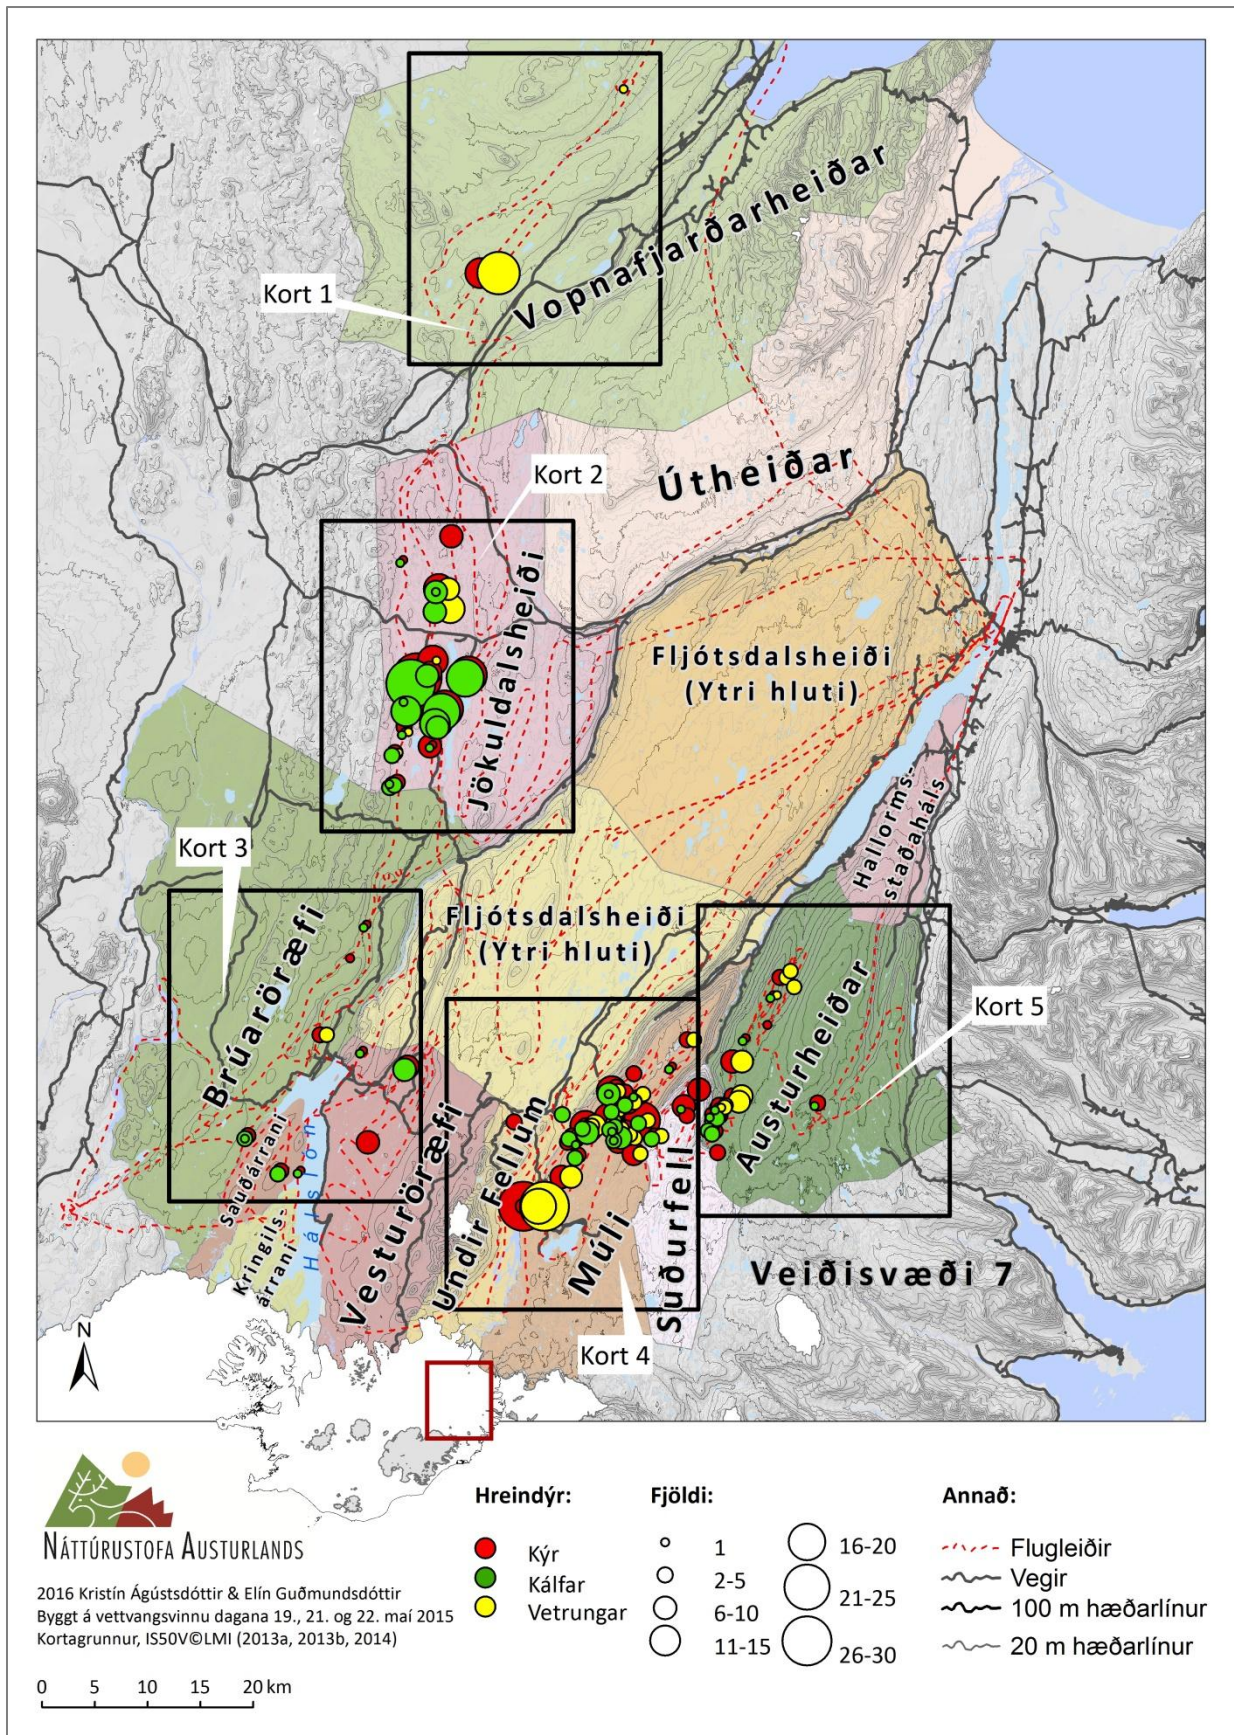 Vopnafjarðarheiðar
Kort 1
Útheiðar
Kort 2
Jökuldalsheiði
Fljótsdalsheiði
(Ytri hluti)
Hallorms-
staðaháls
Kort 3
Fljótsdalsheiði
(Ytri hluti)
Brúaröræfi
Austurheiðar
Kort 5
Sauðárrani
Kringils-
árrani
Hálslón
Vesturöræfi
Undir Fellum
Múli
Suðurfell
Veiðisvæði 7
Kort 4
N
NÁTTÚRUSTOFA AUSTURLANDS
2016 Kristín Ágústsdóttir & Elín Guðmundsdóttir
Byggt á vettvangsvinnu dagana 19., 21. og 22. maí 2015
Kortagrunnur, IS50V©LMI (2013a, 2013b, 2014)
0 5 10 15 20 km
Hreindýr:
Kýr
Kálfar
Vetrungar
Fjöldi:
1
2-5
6-10
11-15
16-20
21-25
26-30
Annað:
Flugleiðir
Vegir
100 m hæðarlínur
20 m hæðarlínur